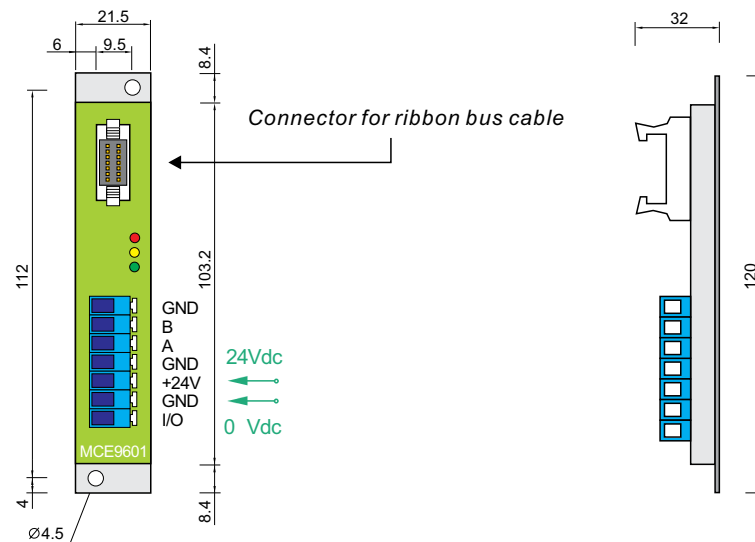 21.5
32
6
9.5
8.4
Connector for ribbon bus cable
112
103.2
120
GND
B
A
GND
24Vdc
+24V
GND
I/O
0 Vdc
MCE9601
4
8.4
Ø4.5